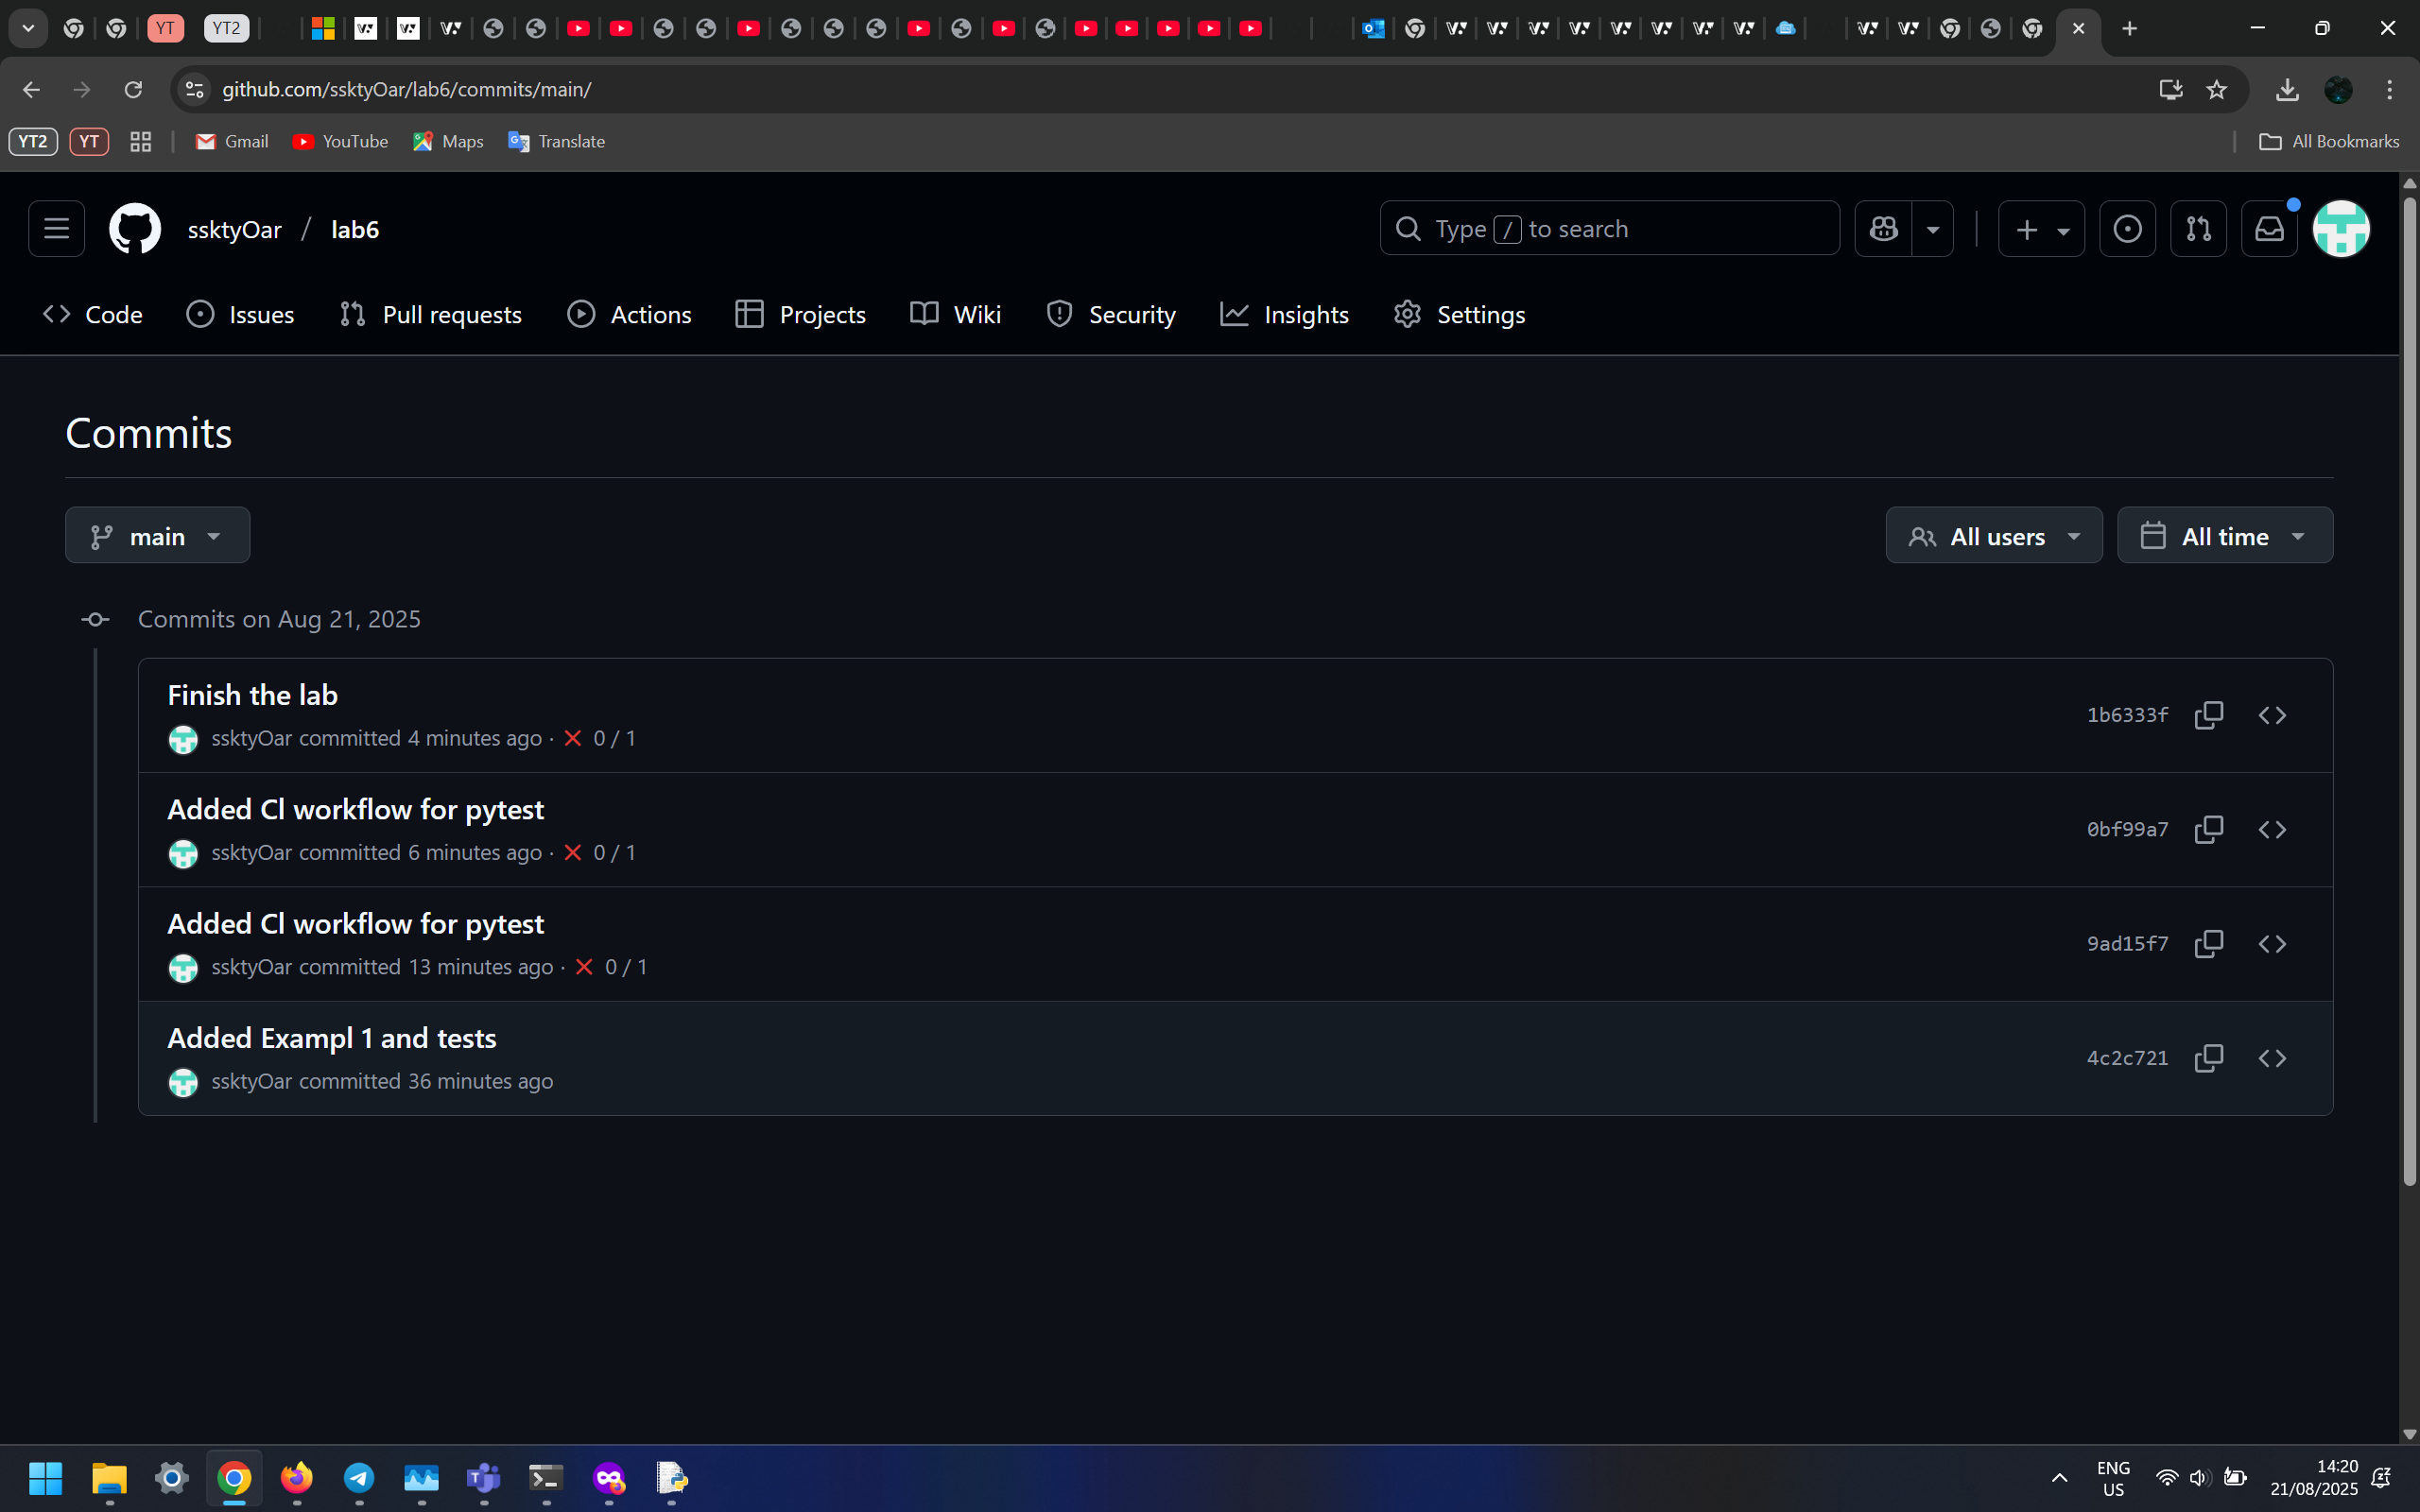 YT
YT2
github.com/ssktyOar/lab6/commits/main/
YT2
YT
Gmail
YouTube
Maps
Translate
All Bookmarks
ssktyOar / lab6
Type / to search
Code
Issues
Pull requests
Actions
Projects
Wiki
Security
Insights
Settings
Commits
main
All users
All time
Commits on Aug 21, 2025
Finish the lab
ssktyOar committed 4 minutes ago · 0 / 1
1b6333f
Added Cl workflow for pytest
ssktyOar committed 6 minutes ago · 0 / 1
0bf99a7
Added Cl workflow for pytest
ssktyOar committed 13 minutes ago · 0 / 1
9ad15f7
Added Exampl 1 and tests
ssktyOar committed 36 minutes ago
4c2c721
ENG
US
14:20
21/08/2025